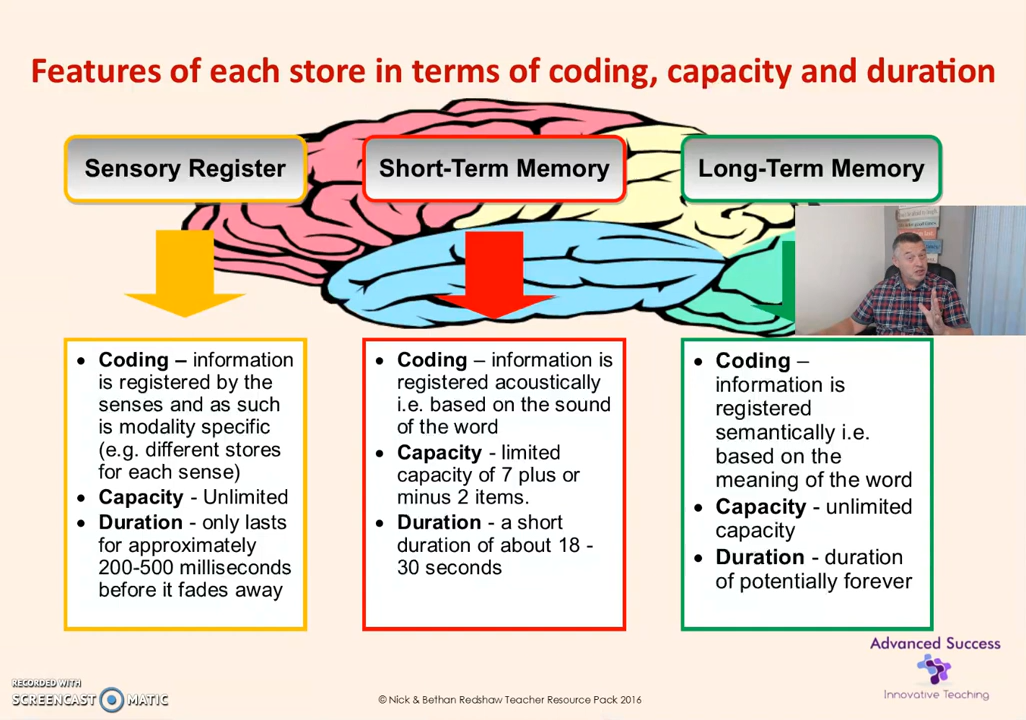 Features of each store in terms of coding, capacity and duration
Sensory Register
Short-Term Memory
Long-Term Memory
• Coding – information
is registered by the
senses and as such
is modality specific
(e.g. different stores
for each sense)
• Capacity - Unlimited
• Duration - only lasts
for approximately
200-500 milliseconds
before it fades away
• Coding – information is
registered acoustically
i.e. based on the sound
of the word
• Capacity - limited
capacity of 7 plus or
minus 2 items.
• Duration - a short
duration of about 18 -
30 seconds
• Coding –
information is
registered
semantically i.e.
based on the
meaning of the word
• Capacity - unlimited
capacity
• Duration - duration
of potentially forever
Advanced Success
Innovative Teaching
RECORDED WITH
SCREENCAST MATIC
© Nick & Bethan Redshaw Teacher Resource Pack 2016